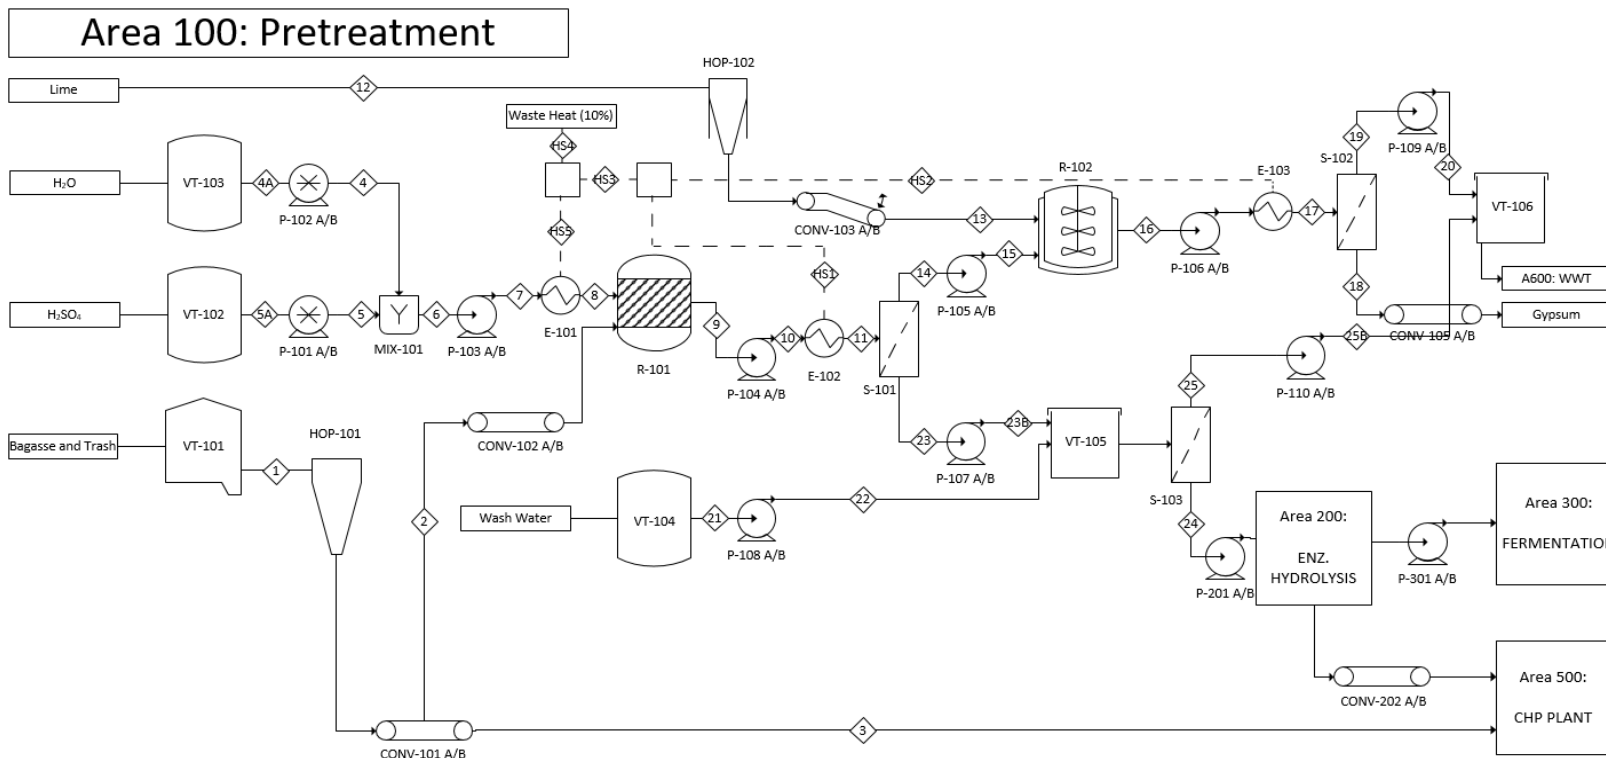 Area 100: Pretreatment
Lime
12
HOP-102
Waste Heat (10%)
HS4
HS3
HS2
HS5
HS1
H₂O
VT-103
4A
P-102 A/B
4
H₂SO₄
VT-102
5A
P-101 A/B
5
MIX-101
6
P-103 A/B
7
E-101
8
R-101
9
P-104 A/B
10
E-102
11
S-101
14
P-105 A/B
15
CONV-103 A/B
13
R-102
16
P-106 A/B
E-103
17
S-102
19
P-109 A/B
20
VT-106
A600: WWT
18
CONV-105 A/B
Gypsum
25B
P-110 A/B
25
Bagasse and Trash
VT-101
1
HOP-101
2
CONV-102 A/B
23
P-107 A/B
23B
VT-105
S-103
24
Wash Water
VT-104
21
P-108 A/B
22
P-201 A/B
Area 200:
ENZ.
HYDROLYSIS
P-301 A/B
Area 300:
FERMENTATIO
CONV-202 A/B
Area 500:
CHP PLANT
CONV-101 A/B
3